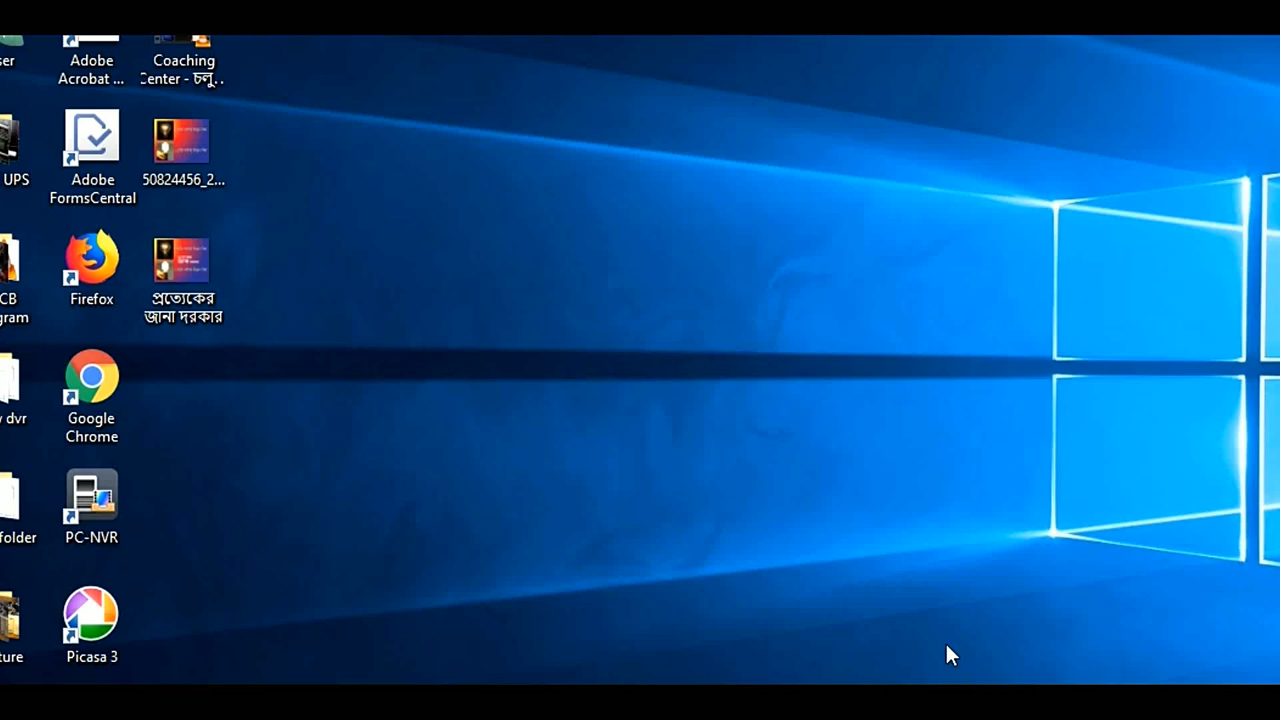 ser
UPS
CB
gram
dvr
folder
ture
Adobe
Acrobat ...
Adobe
FormsCentral
Firefox
Google
Chrome
PC-NVR
Picasa 3
Coaching
Center - চলু..
50824456_2...
প্রত্যেকের
জানা দরকার